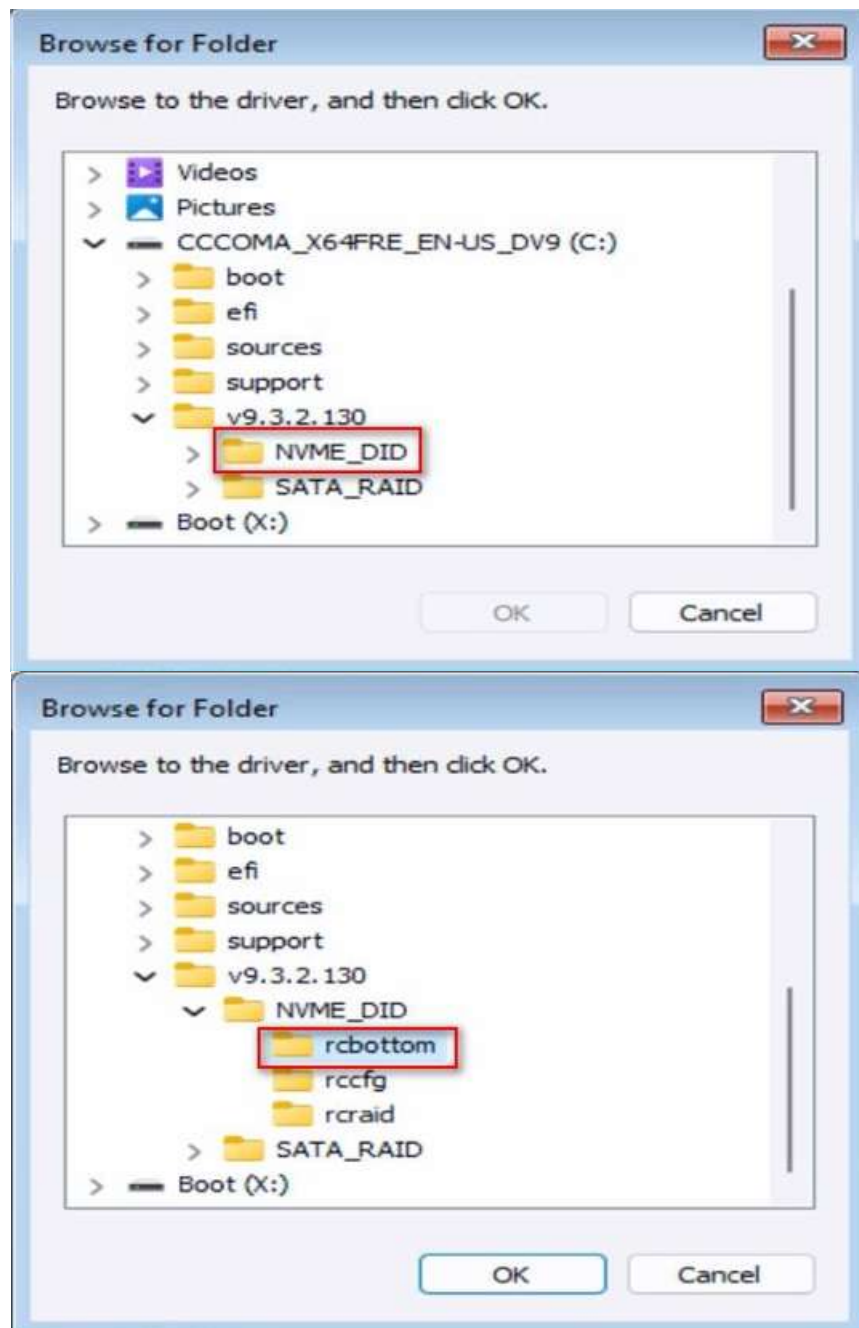 Browse for Folder
Browse to the driver, and then click OK.
Videos
Pictures
CCCOMA_X64FRE_EN-US_DV9 (C:)
boot
efi
sources
support
v9.3.2.130
NVME_DID
SATA_RAID
Boot (X:)
OK Cancel
Browse for Folder
Browse to the driver, and then click OK.
boot
efi
sources
support
v9.3.2.130
NVME_DID
rcbottom
rccfg
rcraid
SATA_RAID
Boot (X:)
OK Cancel